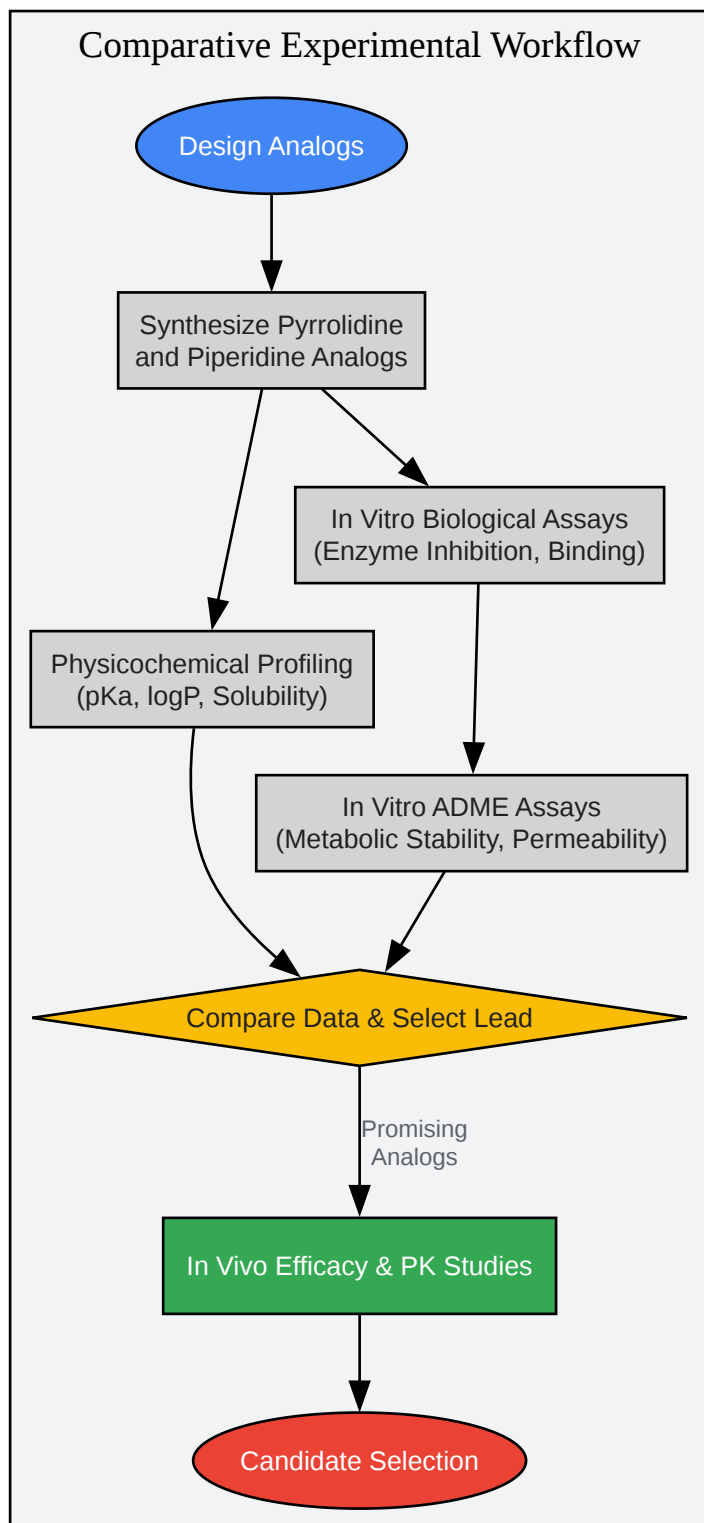 Comparative Experimental Workflow
Design Analogs
Synthesize Pyrrolidine
and Piperidine Analogs
In Vitro Biological Assays
(Enzyme Inhibition, Binding)
Physicochemical Profiling
(pKa, logP, Solubility)
In Vitro ADME Assays
(Metabolic Stability, Permeability)
Compare Data & Select Lead
Promising
Analogs
In Vivo Efficacy & PK Studies
Candidate Selection